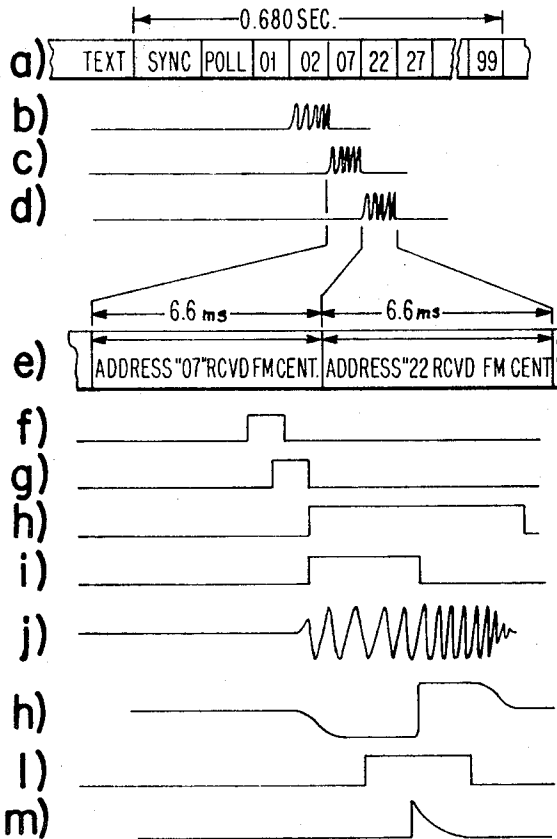 0.680 SEC.
a) TEXT SYNC POLL 01 02 07 22 27 99
b)
c)
d)
6.6 ms 6.6 ms
e) ADDRESS "07" RCVD FM CENT. ADDRESS "22 RCVD FM CENT
f)
g)
h)
i)
j)
h)
l)
m)